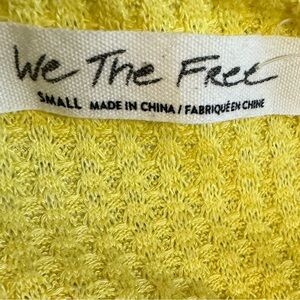 We The Free
SMALL MADE IN CHINA / FABRIQUÉ EN CHINE